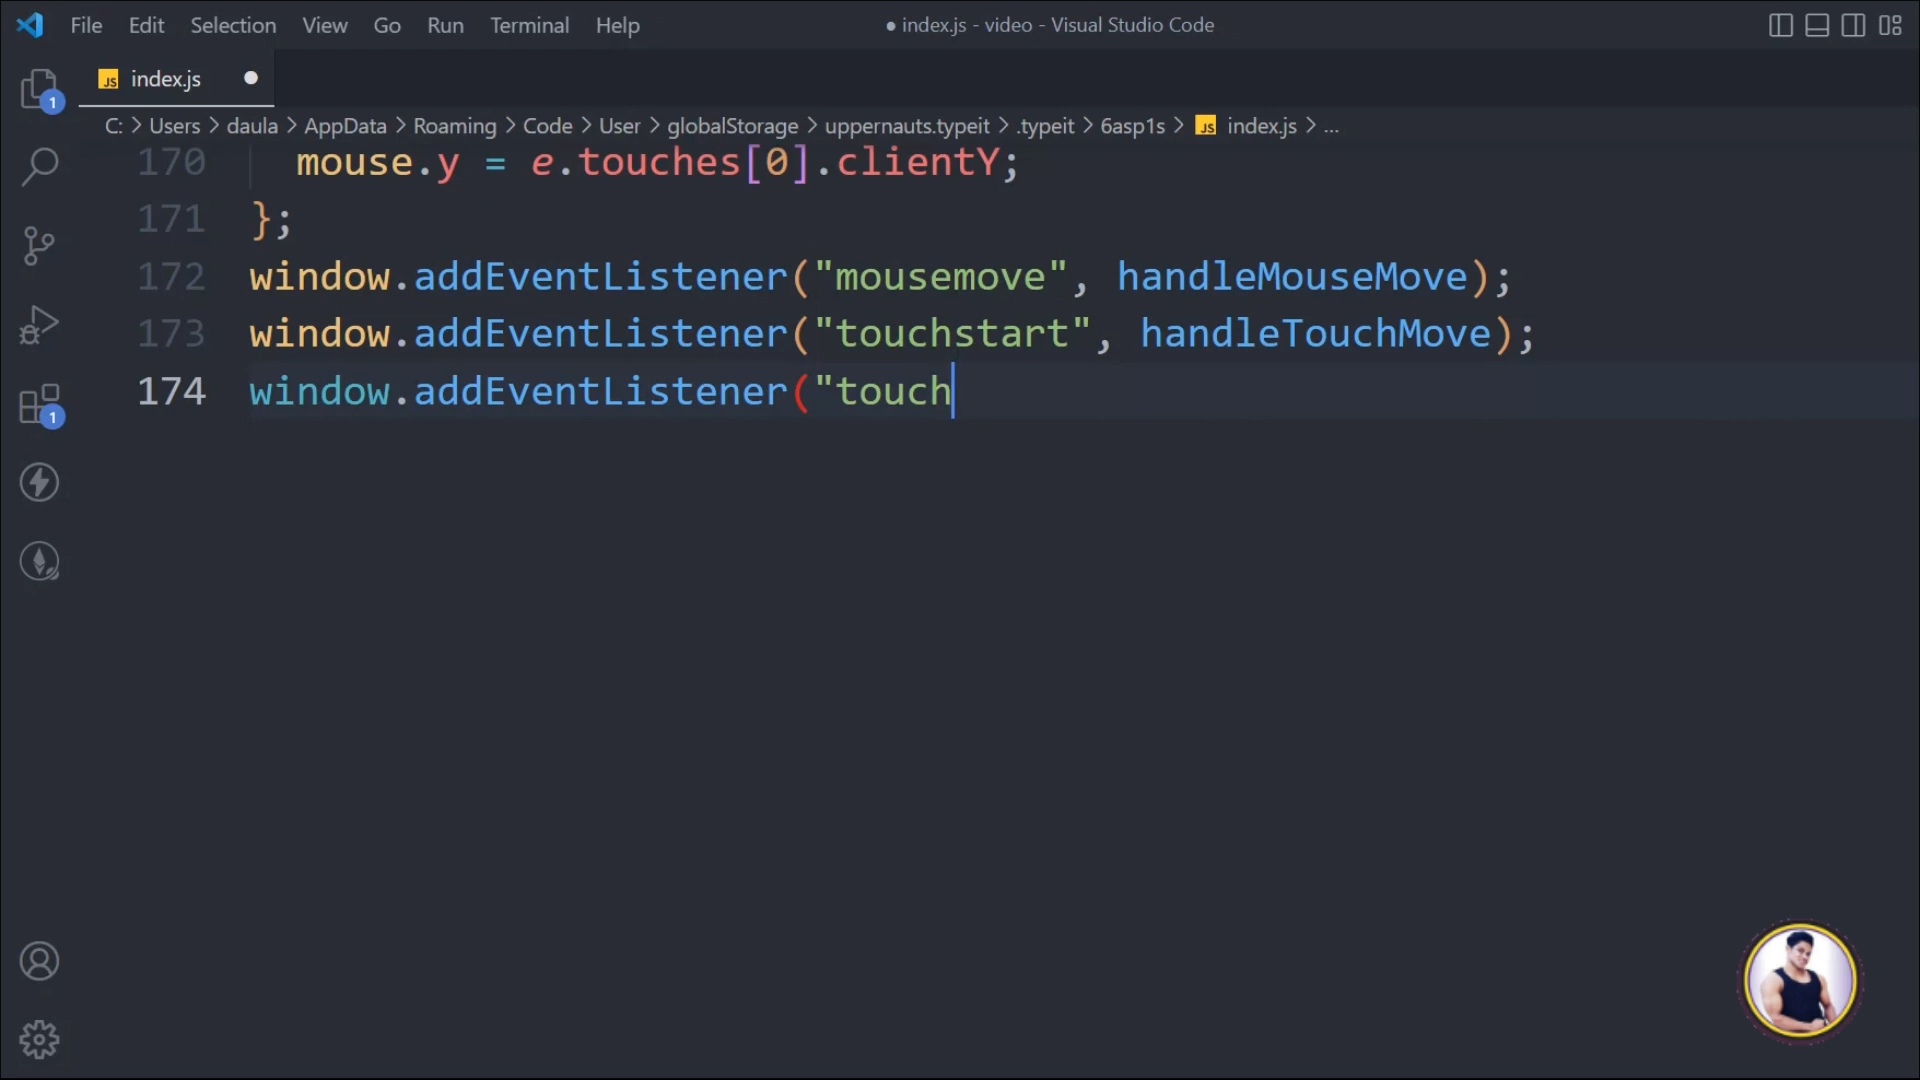 File Edit Selection View Go Run Terminal Help
● index.js - video - Visual Studio Code
1
JS index.js ●
C: > Users > daula > AppData > Roaming > Code > User > globalStorage > uppernauts.typeit > .typeit > 6asp1s > JS index.js > ...
170 mouse.y = e.touches[0].clientY;
171 };
172 window.addEventListener("mousemove", handleMouseMove);
173 window.addEventListener("touchstart", handleTouchMove);
174 window.addEventListener("touch
1